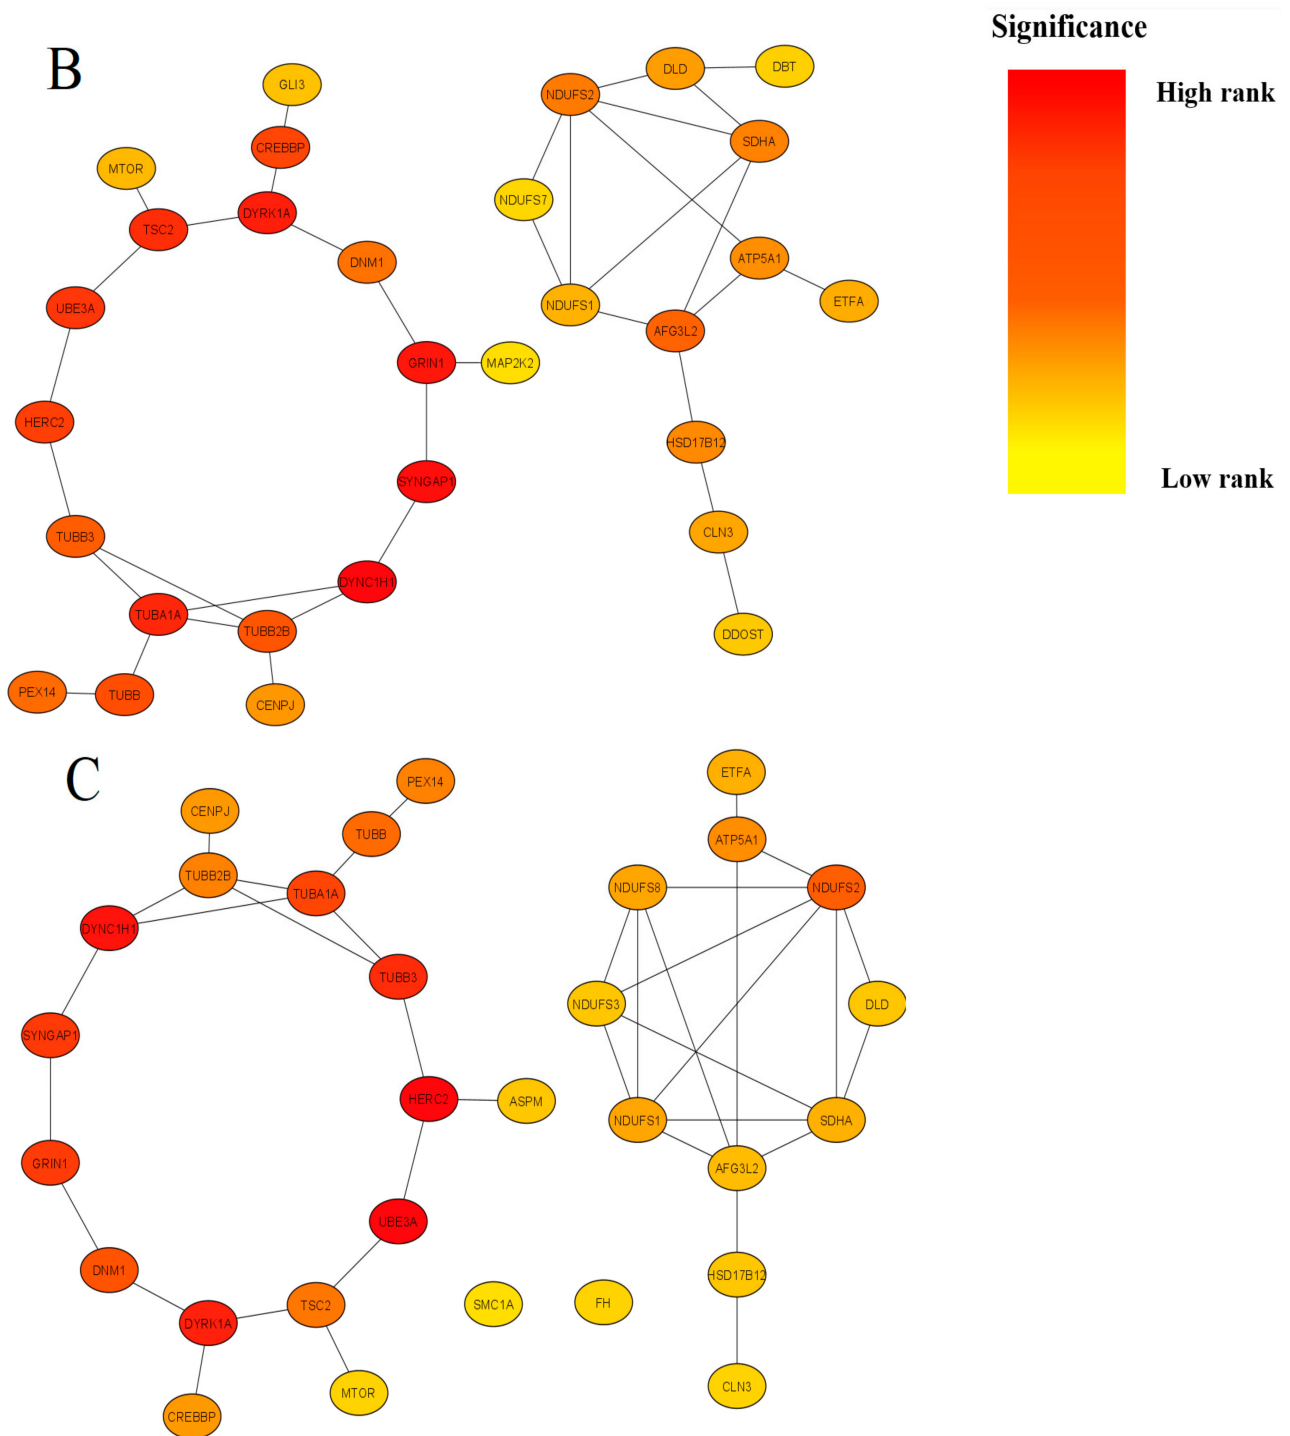 Significance
High rank
Low rank
B
GLI3
CREBBP
MTOR
DYRK1A
TSC2
DNM1
UBE3A
GRIN1
MAP2K2
HERC2
SYNGAP1
TUBB3
DYNC1H1
TUBA1A
TUBB2B
PEX14
TUBB
CENPJ
DLD
DBT
NDUFS2
SDHA
NDUFS7
ATP5A1
NDUFS1
ETFA
AFG3L2
HSD17B12
CLN3
DDOST
C
PEX14
CENPJ
TUBB
TUBB2B
TUBA1A
DYNC1H1
TUBB3
SYNGAP1
HERC2
ASPM
GRIN1
UBE3A
DNM1
TSC2
DYRK1A
MTOR
CREBBP
SMC1A
FH
ETFA
ATP5A1
NDUFS8
NDUFS2
NDUFS3
DLD
NDUFS1
SDHA
AFG3L2
HSD17B12
CLN3